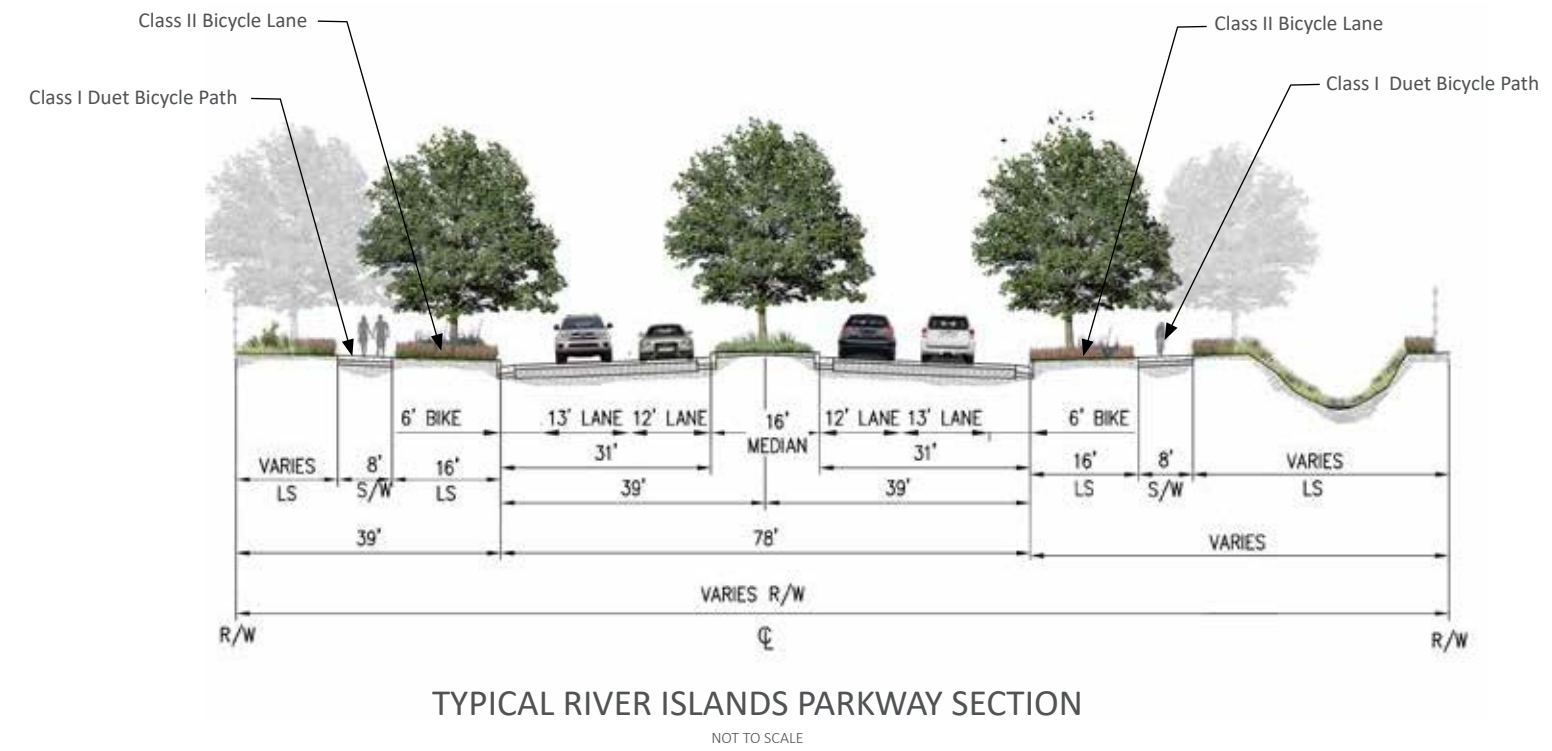 Class II Bicycle Lane
Class II Bicycle Lane
Class I Duet Bicycle Path
Class I Duet Bicycle Path
6' BIKE
13' LANE
12' LANE
16'
MEDIAN
12' LANE
13' LANE
6' BIKE
31'
31'
VARIES
LS
8'
S/W
16'
LS
16'
LS
8'
S/W
VARIES
LS
39'
39'
39'
78'
VARIES
VARIES R/W
R/W
℄
R/W
TYPICAL RIVER ISLANDS PARKWAY SECTION
NOT TO SCALE